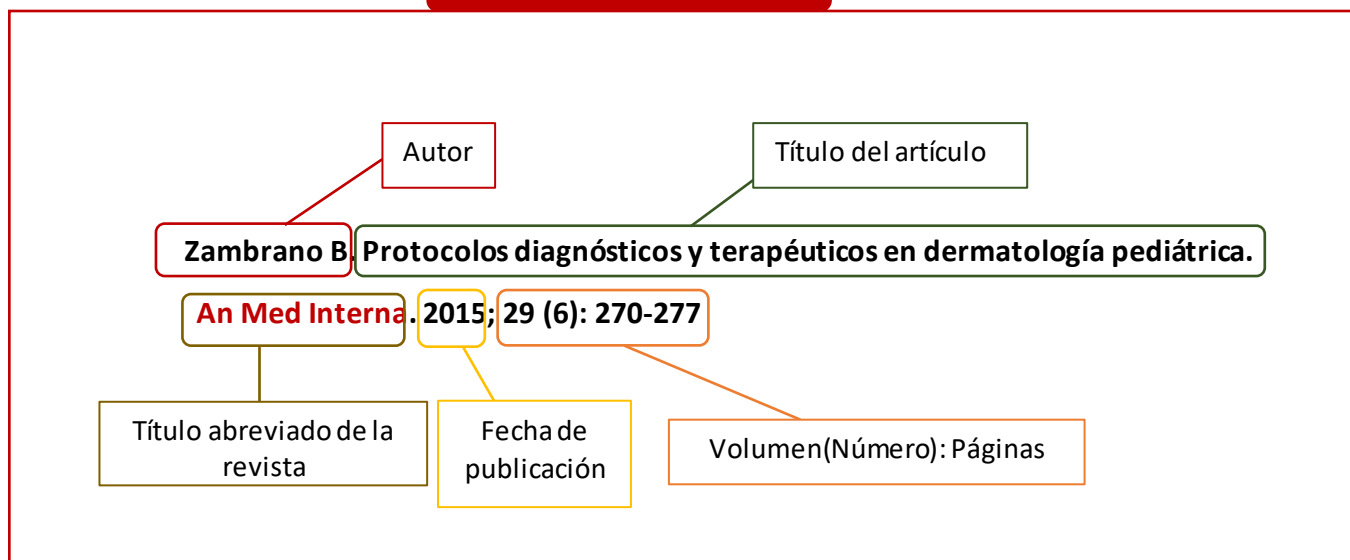 Autor
Título del artículo
Zambrano B. Protocolos diagnósticos y terapéuticos en dermatología pediátrica.
An Med Interna. 2015; 29 (6): 270-277
Título abreviado de la
revista
Fecha de
publicación
Volumen(Número): Páginas